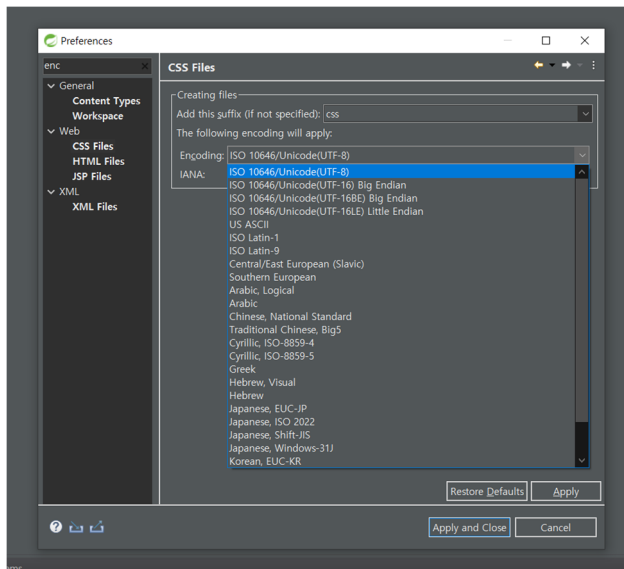 Preferences
enc
General
Content Types
Workspace
Web
CSS Files
HTML Files
JSP Files
XML
XML Files
CSS Files
Creating files
Add this suffix (if not specified): css
The following encoding will apply:
Encoding: ISO 10646/Unicode(UTF-8)
IANA:
ISO 10646/Unicode(UTF-8)
ISO 10646/Unicode(UTF-16) Big Endian
ISO 10646/Unicode(UTF-16BE) Big Endian
ISO 10646/Unicode(UTF-16LE) Little Endian
US ASCII
ISO Latin-1
ISO Latin-9
Central/East European (Slavic)
Southern European
Arabic, Logical
Arabic
Chinese, National Standard
Traditional Chinese, Big5
Cyrillic, ISO-8859-4
Cyrillic, ISO-8859-5
Greek
Hebrew, Visual
Hebrew
Japanese, EUC-JP
Japanese, ISO 2022
Japanese, Shift-JIS
Japanese, Windows-31J
Korean, EUC-KR
Restore Defaults
Apply
Apply and Close
Cancel